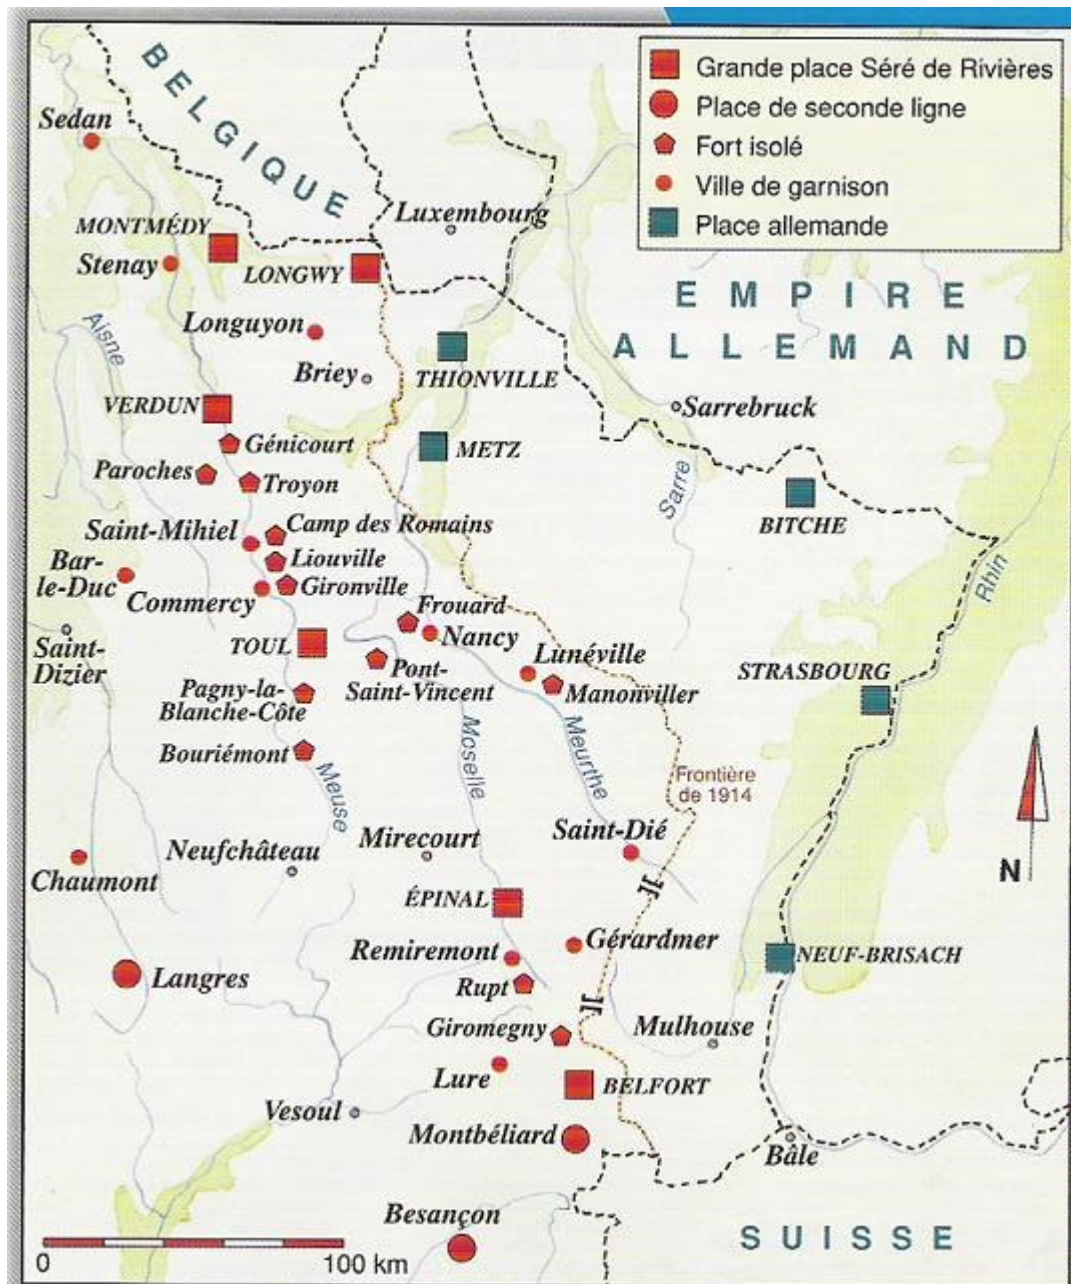 Grande place Séré de Rivières
Place de seconde ligne
Fort isolé
Ville de garnison
Place allemande
BELGIQUE
Sedan
Luxembourg
MONTMÉDY
Stenay
LONGWY
EMPIRE
ALLEMAND
Aisne
Longuyon
Briey
THIONVILLE
Sarrebruck
VERDUN
Génicourt
METZ
Paroches
Troyon
Sarre
BITCHE
Saint-Mihiel
Camp des Romains
Liouville
Bar-
le-Duc
Gironville
Commercy
Rhin
Frouard
Nancy
Saint-
Dizier
TOUL
Lunéville
Pont-
Saint-Vincent
Manonviller
STRASBOURG
Pagny-la-
Blanche-Côte
Bouriémont
Meuse
Moselle
Meurthe
Frontière
de 1914
Saint-Dié
Mirecourt
Neufchâteau
Chaumont
N
ÉPINAL
Remiremont
Gérardmer
NEUF-BRISACH
Langres
Rupt
Giromegny
Mulhouse
Lure
BELFORT
Vesoul
Montbéliard
Bâle
Besançon
SUISSE
0 100 km